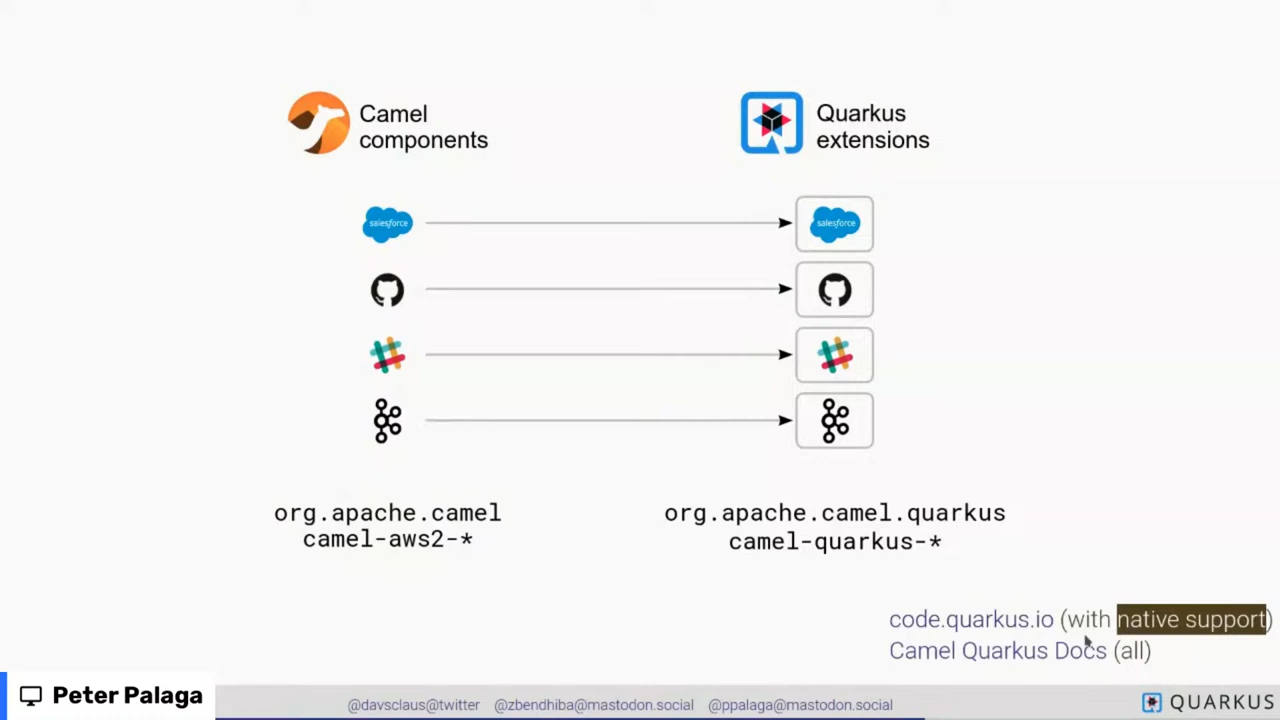 Camel
components
Quarkus
extensions
salesforce
salesforce
org.apache.camel
camel-aws2-*
org.apache.camel.quarkus
camel-quarkus-*
code.quarkus.io (with native support)
Camel Quarkus Docs (all)
Peter Palaga
@davsclaus@twitter @zbendhiba@mastodon.social @ppalaga@mastodon.social
QUARKUS